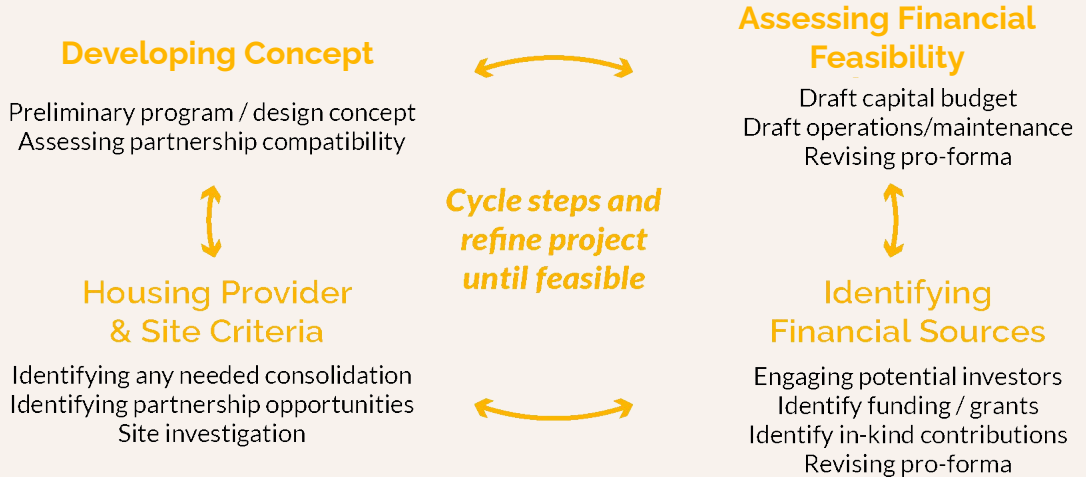 Developing Concept
Preliminary program / design concept
Assessing partnership compatibility
Assessing Financial
Feasibility
Draft capital budget
Draft operations/maintenance
Revising pro-forma
Cycle steps and
refine project
until feasible
Housing Provider
& Site Criteria
Identifying any needed consolidation
Identifying partnership opportunities
Site investigation
Identifying
Financial Sources
Engaging potential investors
Identify funding / grants
Identify in-kind contributions
Revising pro-forma